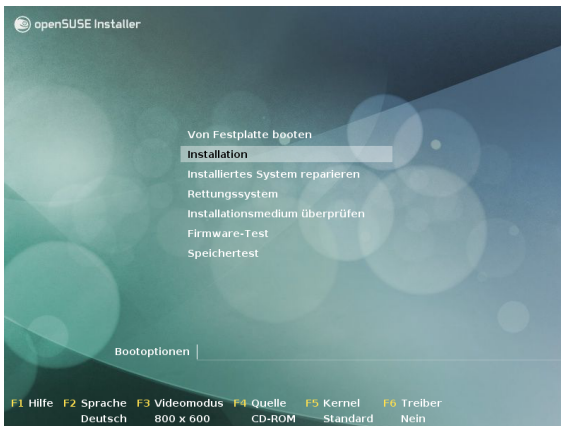 openSUSE Installer
Von Festplatte booten
Installation
Installiertes System reparieren
Rettungssystem
Installationsmedium überprüfen
Firmware-Test
Speichertest
Bootoptionen
F1 Hilfe F2 Sprache F3 Videomodus F4 Quelle F5 Kernel F6 Treiber
Deutsch 800 x 600 CD-ROM Standard Nein